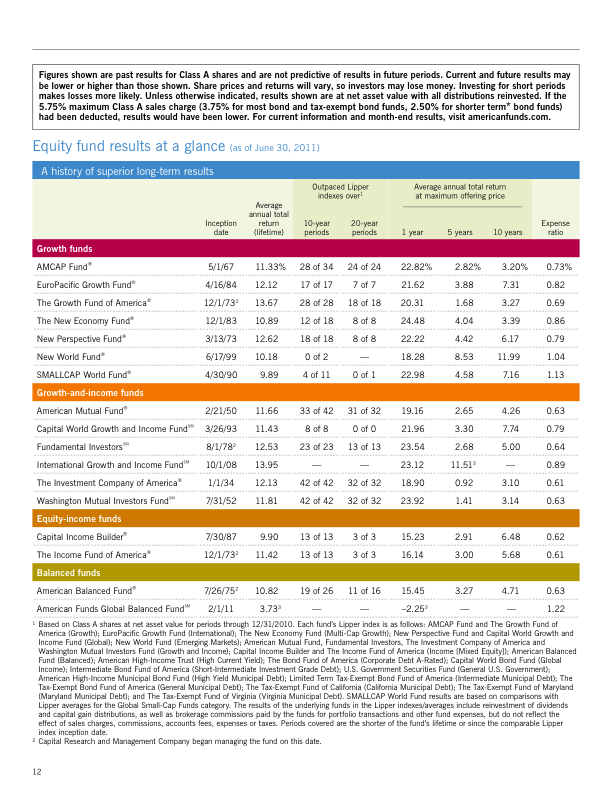 Figures shown are past results for Class A shares and are not predictive of results in future periods. Current and future results may
be lower or higher than those shown. Share prices and returns will vary, so investors may lose money. Investing for short periods
makes losses more likely. Unless otherwise indicated, results shown are at net asset value with all distributions reinvested. If the
5.75% maximum Class A sales charge (3.75% for most bond and tax-exempt bond funds, 2.50% for shorter term* bond funds)
had been deducted, results would have been lower. For current information and month-end results, visit americanfunds.com.
Equity fund results at a glance (as of June 30, 2011)
A history of superior long-term results
Outpaced Lipper Average annual total return
indexes over¹ at maximum offering price
Average
annual total
Inception return 10-year 20-year Expense
date (lifetime) periods periods 1 year 5 years 10 years ratio
Growth funds
AMCAP Fund® 5/1/67 11.33% 28 of 34 24 of 24 22.82% 2.82% 3.20% 0.73%
EuroPacific Growth Fund® 4/16/84 12.12 17 of 17 7 of 7 21.62 3.88 7.31 0.82
The Growth Fund of America® 12/1/73² 13.67 28 of 28 18 of 18 20.31 1.68 3.27 0.69
The New Economy Fund® 12/1/83 10.89 12 of 18 8 of 8 24.48 4.04 3.39 0.86
New Perspective Fund® 3/13/73 12.62 18 of 18 8 of 8 22.22 4.42 6.17 0.79
New World Fund® 6/17/99 10.18 0 of 2 — 18.28 8.53 11.99 1.04
SMALLCAP World Fund® 4/30/90 9.89 4 of 11 0 of 1 22.98 4.58 7.16 1.13
Growth-and-income funds
American Mutual Fund® 2/21/50 11.66 33 of 42 31 of 32 19.16 2.65 4.26 0.63
Capital World Growth and Income Fund℠ 3/26/93 11.43 8 of 8 0 of 0 21.96 3.30 7.74 0.79
Fundamental Investors℠ 8/1/78² 12.53 23 of 23 13 of 13 23.54 2.68 5.00 0.64
International Growth and Income Fund℠ 10/1/08 13.95 — — 23.12 11.51³ — 0.89
The Investment Company of America® 1/1/34 12.13 42 of 42 32 of 32 18.90 0.92 3.10 0.61
Washington Mutual Investors Fund℠ 7/31/52 11.81 42 of 42 32 of 32 23.92 1.41 3.14 0.63
Equity-income funds
Capital Income Builder® 7/30/87 9.90 13 of 13 3 of 3 15.23 2.91 6.48 0.62
The Income Fund of America® 12/1/73² 11.42 13 of 13 3 of 3 16.14 3.00 5.68 0.61
Balanced funds
American Balanced Fund® 7/26/75² 10.82 19 of 26 11 of 16 15.45 3.27 4.71 0.63
American Funds Global Balanced Fund℠ 2/1/11 3.73³ — — –2.25³ — — 1.22
¹ Based on Class A shares at net asset value for periods through 12/31/2010. Each fund's Lipper index is as follows: AMCAP Fund and The Growth Fund of
America (Growth); EuroPacific Growth Fund (International); The New Economy Fund (Multi-Cap Growth); New Perspective Fund and Capital World Growth and
Income Fund (Global); New World Fund (Emerging Markets); American Mutual Fund, Fundamental Investors, The Investment Company of America and
Washington Mutual Investors Fund (Growth and Income); Capital Income Builder and The Income Fund of America (Income [Mixed Equity]); American Balanced
Fund (Balanced); American High-Income Trust (High Current Yield); The Bond Fund of America (Corporate Debt A-Rated); Capital World Bond Fund (Global
Income); Intermediate Bond Fund of America (Short-Intermediate Investment Grade Debt); U.S. Government Securities Fund (General U.S. Government);
American High-Income Municipal Bond Fund (High Yield Municipal Debt); Limited Term Tax-Exempt Bond Fund of America (Intermediate Municipal Debt); The
Tax-Exempt Bond Fund of America (General Municipal Debt); The Tax-Exempt Fund of California (California Municipal Debt); The Tax-Exempt Fund of Maryland
(Maryland Municipal Debt); and The Tax-Exempt Fund of Virginia (Virginia Municipal Debt). SMALLCAP World Fund results are based on comparisons with
Lipper averages for the Global Small-Cap Funds category. The results of the underlying funds in the Lipper indexes/averages include reinvestment of dividends
and capital gain distributions, as well as brokerage commissions paid by the funds for portfolio transactions and other fund expenses, but do not reflect the
effect of sales charges, commissions, accounts fees, expenses or taxes. Periods covered are the shorter of the fund's lifetime or since the comparable Lipper
index inception date.
² Capital Research and Management Company began managing the fund on this date.
12